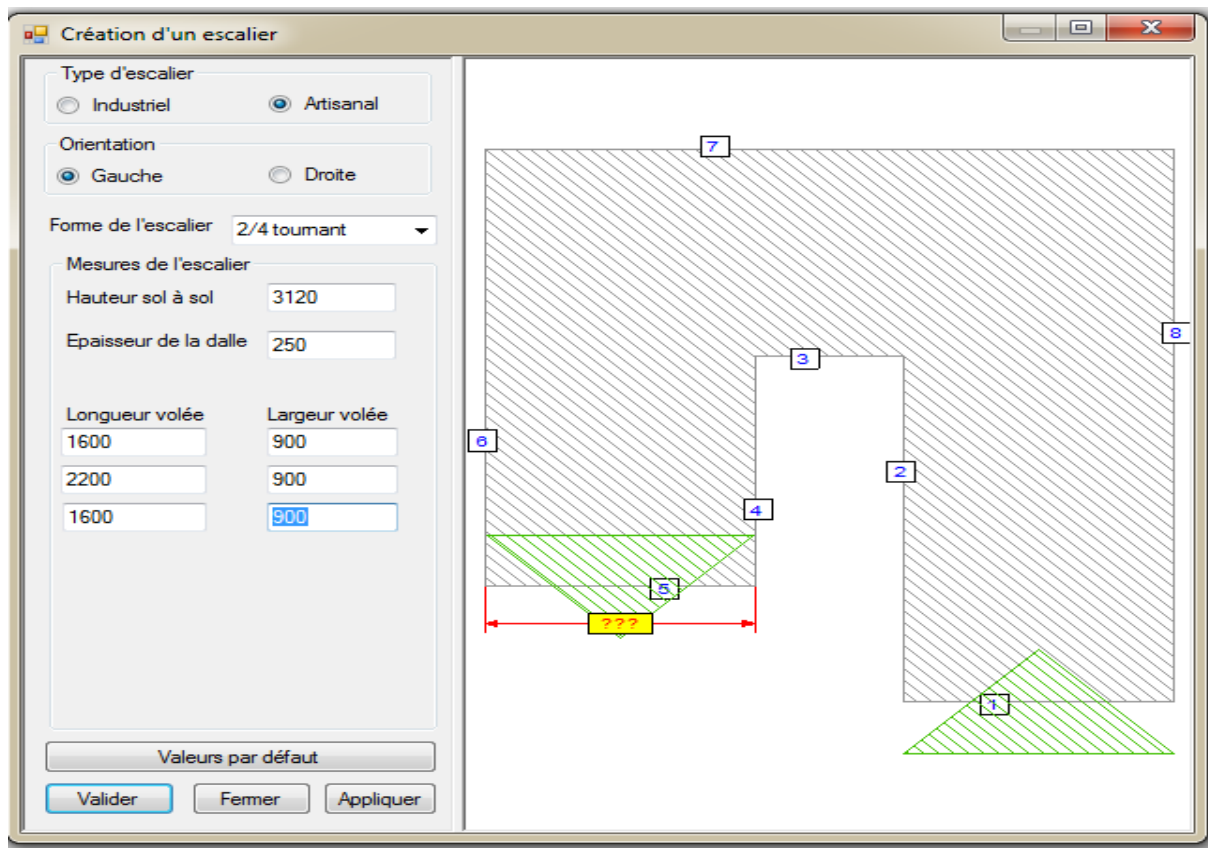 Création d'un escalier
Type d'escalier
Industriel
Artisanal
Orientation
Gauche
Droite
Forme de l'escalier
2/4 tournant
Mesures de l'escalier
Hauteur sol à sol
3120
Epaisseur de la dalle
250
Longueur volée
Largeur volée
1600
900
2200
900
1600
900
Valeurs par défaut
Valider
Fermer
Appliquer
7
8
3
6
2
4
5
???
1